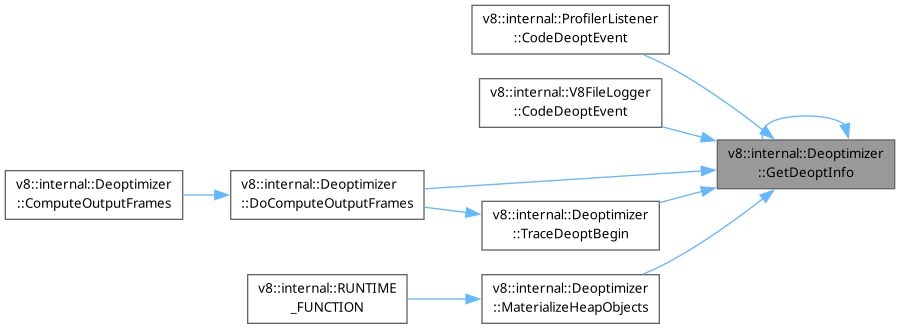 v8::internal::ProfilerListener
::CodeDeoptEvent
v8::internal::V8FileLogger
::CodeDeoptEvent
v8::internal::Deoptimizer
::GetDeoptInfo
v8::internal::Deoptimizer
::ComputeOutputFrames
v8::internal::Deoptimizer
::DoComputeOutputFrames
v8::internal::Deoptimizer
::TraceDeoptBegin
v8::internal::RUNTIME
_FUNCTION
v8::internal::Deoptimizer
::MaterializeHeapObjects